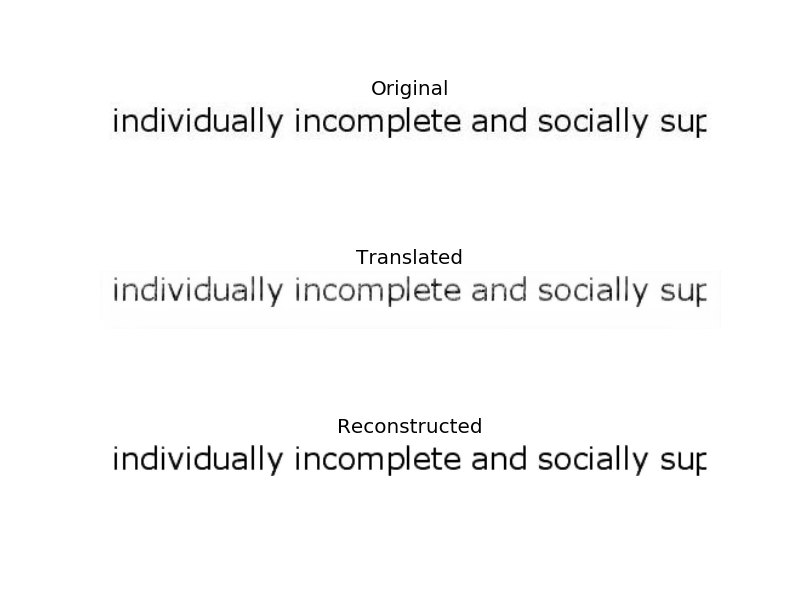 Original
individually incomplete and socially sup
Translated
individually incomplete and socially sup
Reconstructed
individually incomplete and socially sup